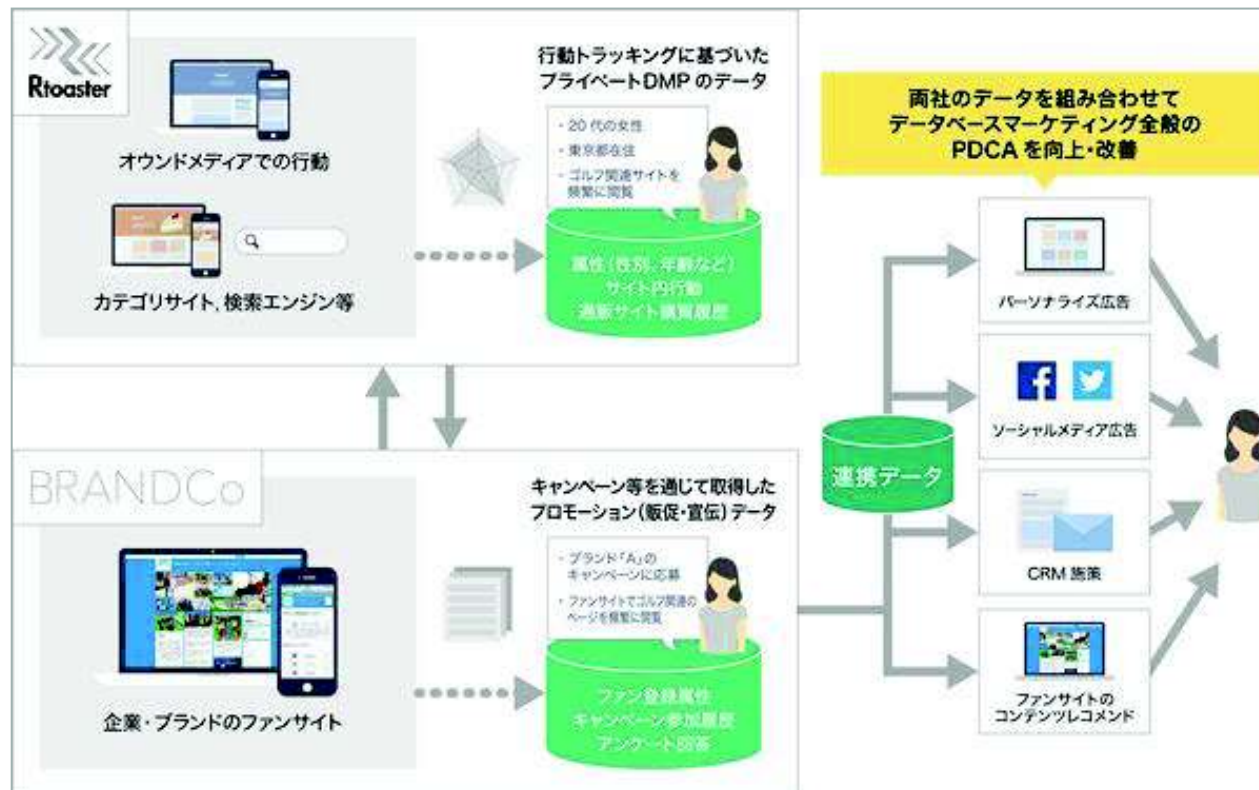 Rtoaster
オウンドメディアでの行動
カテゴリサイト,検索エンジン等
行動トラッキングに基づいた
プライベートDMPのデータ
・20代の女性
・東京都在住
・ゴルフ関連サイトを
頻繁に閲覧
属性(性別、年齢など)
サイト内行動
通販サイト購買履歴
BRANDCo
企業・ブランドのファンサイト
キャンペーン等を通じて取得した
プロモーション(販促・宣伝)データ
・ブランド「A」の
キャンペーンに応募
・ファンサイトでゴルフ関連の
ページを頻繁に閲覧
ファン登録属性
キャンペーン参加履歴
アンケート回答
連携データ
両社のデータを組み合わせて
データベースマーケティング全般の
PDCAを向上・改善
パーソナライズ広告
ソーシャルメディア広告
CRM施策
ファンサイトの
コンテンツレコメンド